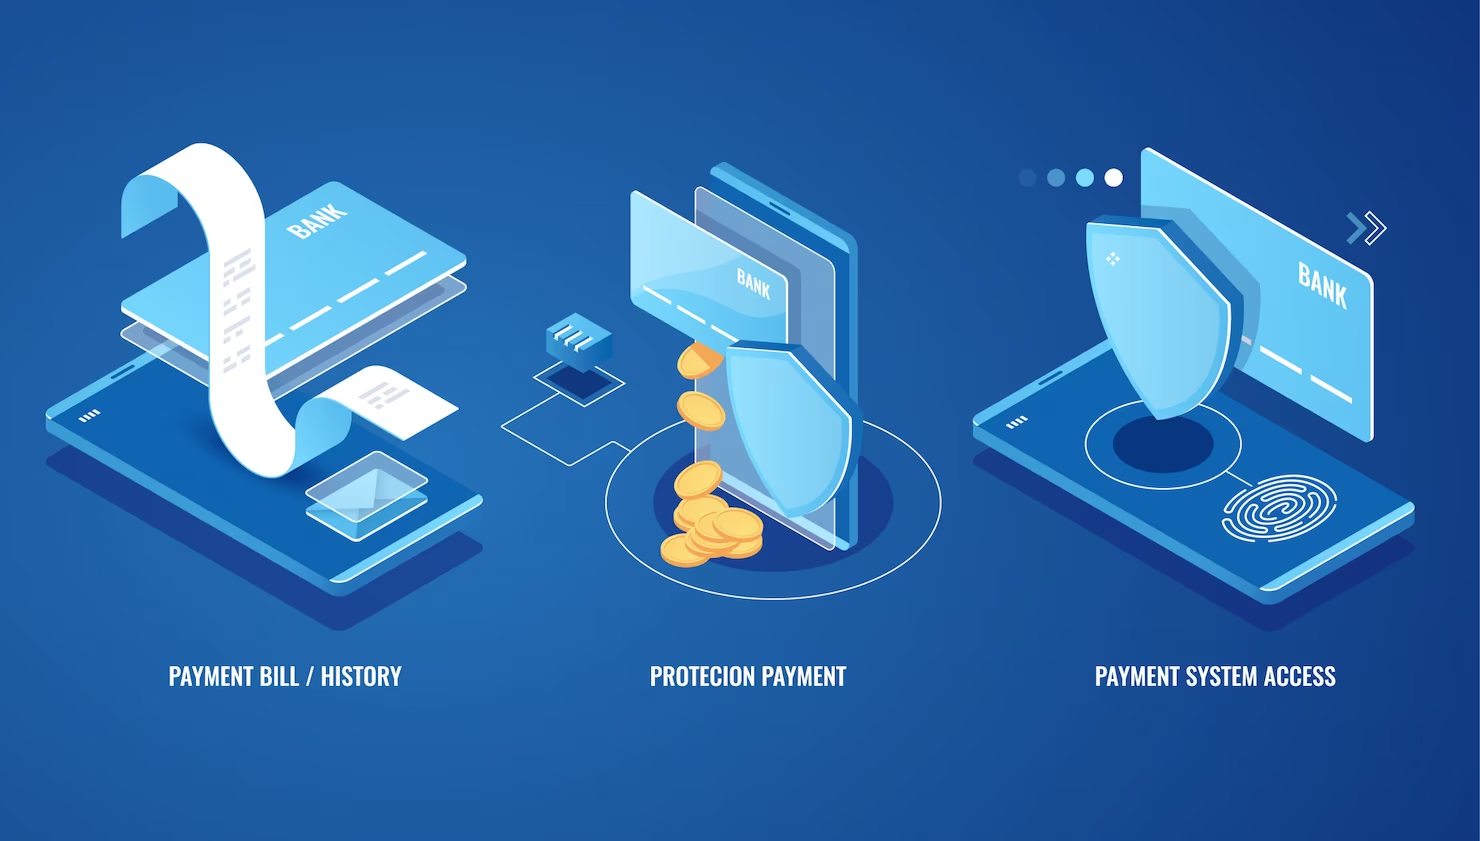 BANK
BANK
BANK
PAYMENT BILL / HISTORY
PROTECION PAYMENT
PAYMENT SYSTEM ACCESS